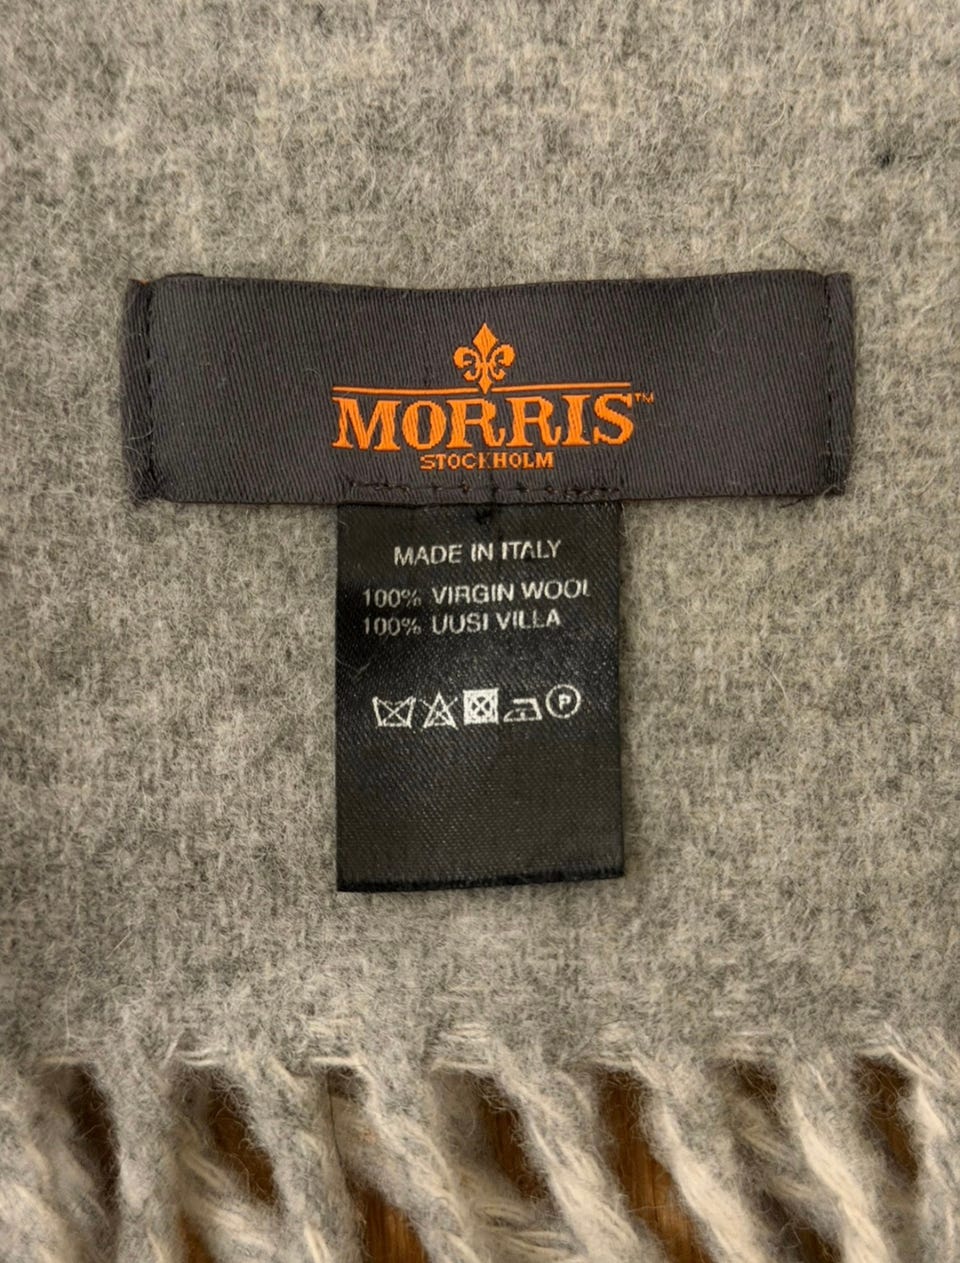 MORRIS™
STOCKHOLM
MADE IN ITALY
100% VIRGIN WOOL
100% UUSI VILLA
P